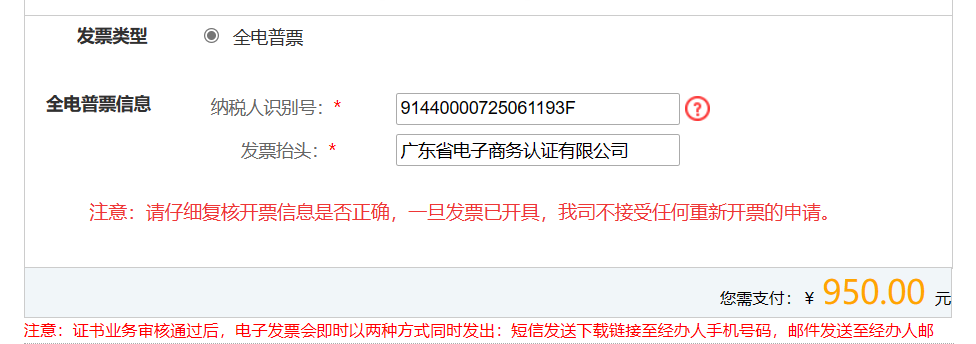 发票类型 全电普票
全电普票信息 纳税人识别号：* 91440000725061193F ?
发票抬头：* 广东省电子商务认证有限公司
注意：请仔细复核开票信息是否正确，一旦发票已开具，我司不接受任何重新开票的申请。
您需支付：￥ 950.00 元
注意：证书业务审核通过后，电子发票会即时以两种方式同时发出：短信发送下载链接至经办人手机号码，邮件发送至经办人邮